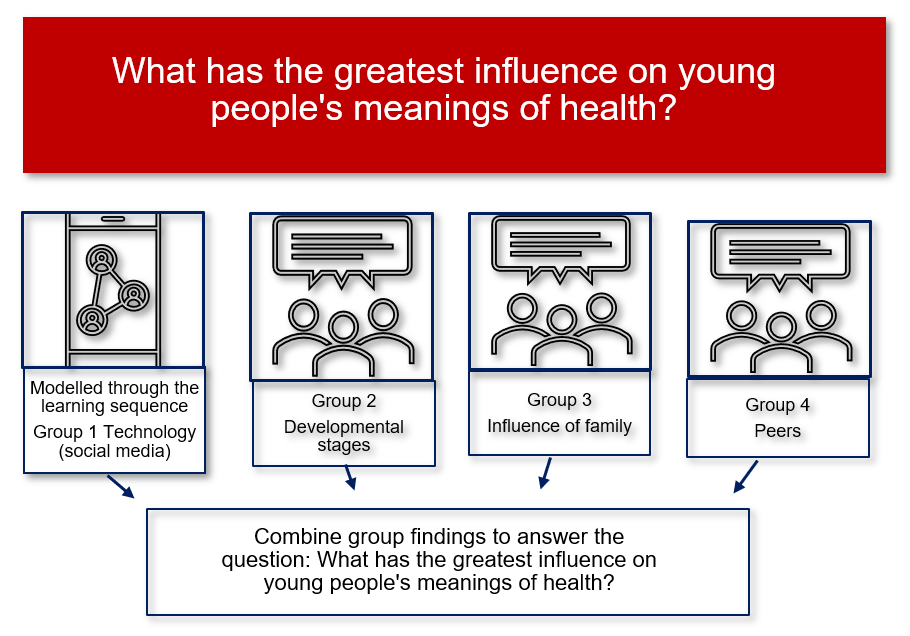 What has the greatest influence on young
people's meanings of health?
Modelled through the
learning sequence
Group 1 Technology
(social media)
Group 2
Developmental
stages
Group 3
Influence of family
Group 4
Peers
Combine group findings to answer the
question: What has the greatest influence on
young people's meanings of health?